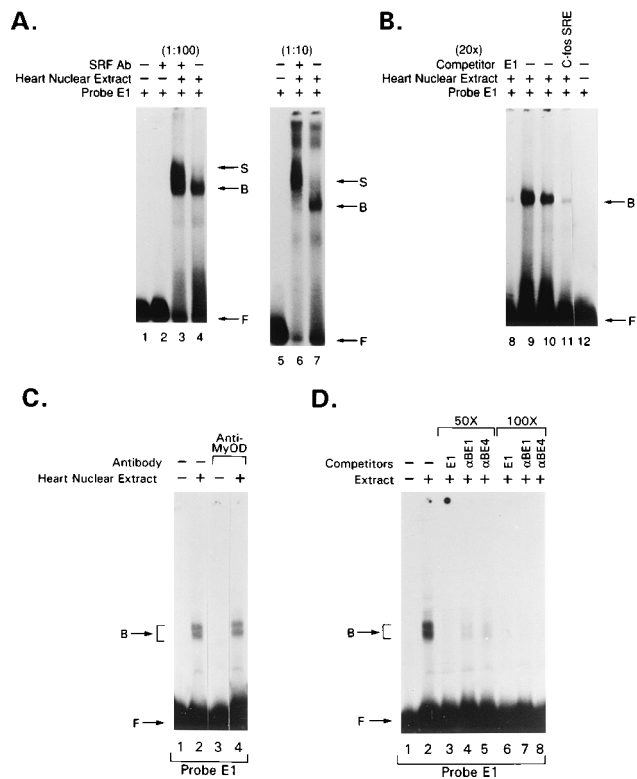 A.
(1:100)
SRF Ab – + + –
Heart Nuclear Extract – – + +
Probe E1 + + + +
S
B
F
1 2 3 4
(1:10)
– + –
– + +
+ + +
S
B
F
5 6 7
B.
(20x)
Competitor E1 – – C-fos SRE –
Heart Nuclear Extract + + + + –
Probe E1 + + + + +
B
F
8 9 10 11 12
C.
Anti-
MyOD
Antibody – –
Heart Nuclear Extract – + – +
B
F
1 2 3 4
Probe E1
D.
50X 100X
Competitors – – E1 αBE1 αBE4 E1 αBE1 αBE4
Extract – + + + + + + +
B
F
1 2 3 4 5 6 7 8
Probe E1